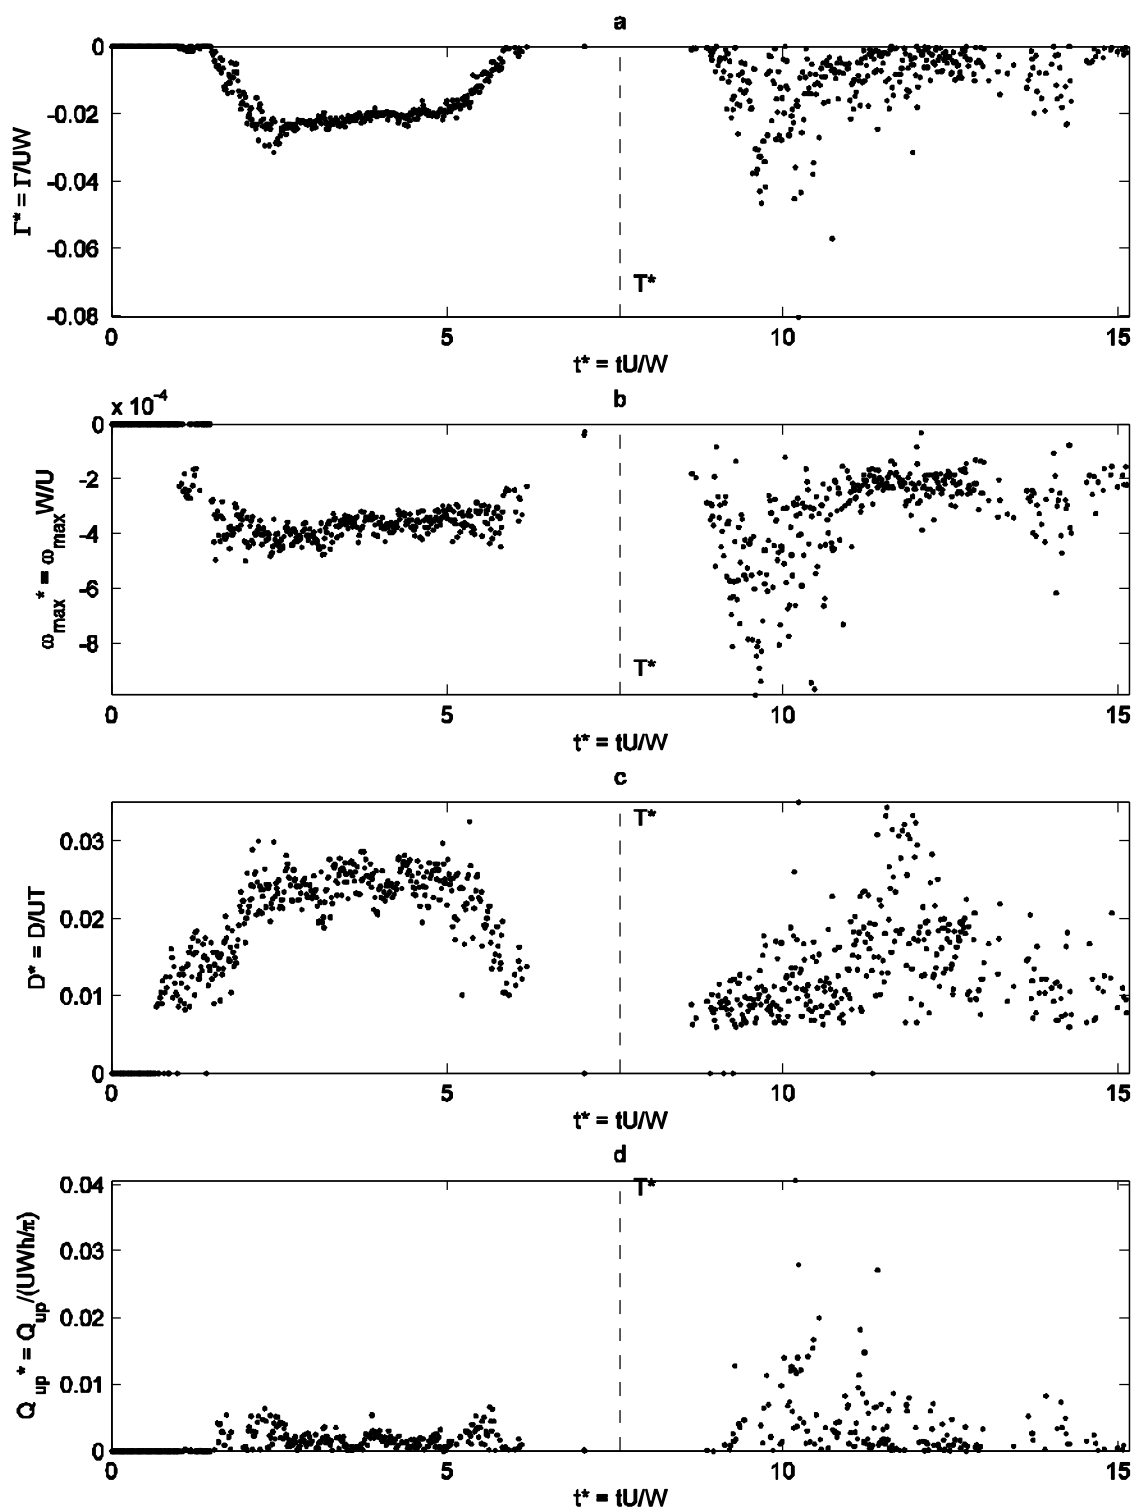 a
0
-0.02
-0.04
-0.06
-0.08
Γ* = Γ/UW
T*
0 5 10 15
t* = tU/W
b
x 10⁻⁴
0
-2
-4
-6
-8
ω_max* = ω_max W/U
T*
0 5 10 15
t* = tU/W
c
0.03
0.02
0.01
0
D* = D/UT
T*
0 5 10 15
t* = tU/W
d
0.04
0.03
0.02
0.01
0
Q_up* = Q_up/(UWh/π)
T*
0 5 10 15
t* = tU/W